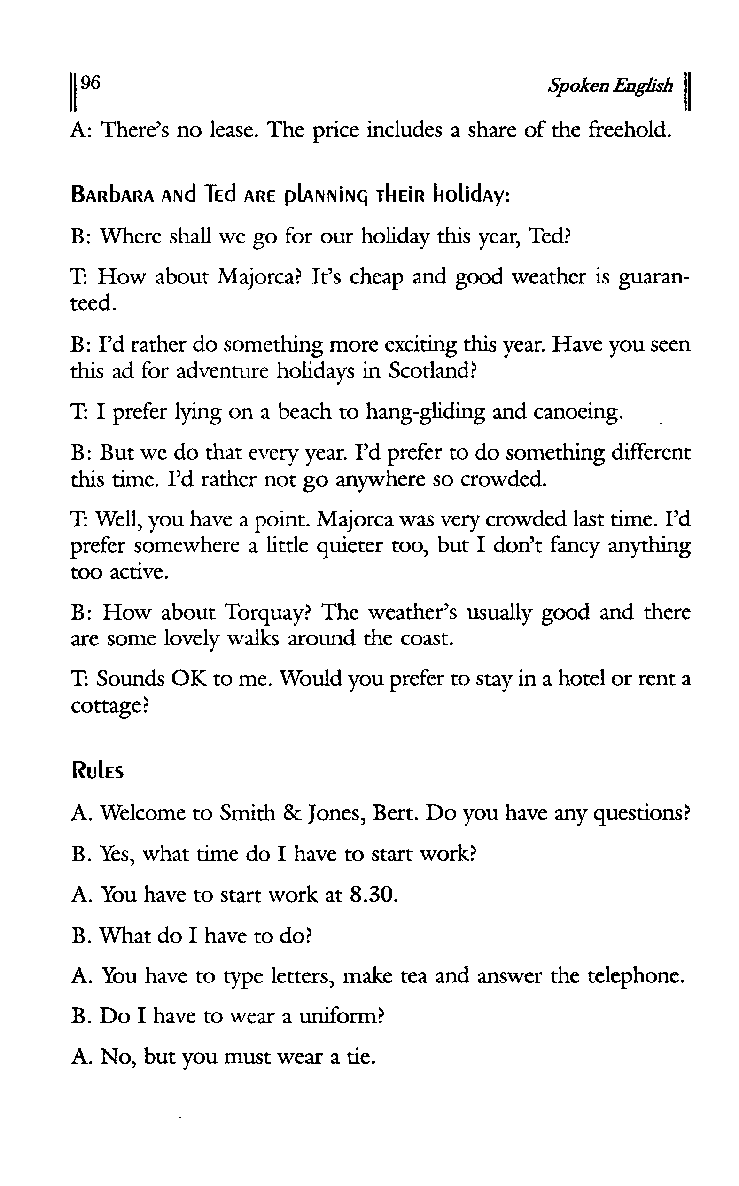 96 Spoken English
A: There's no lease. The price includes a share of the freehold.
Barbara and Ted are planning their holiday:
B: Where shall we go for our holiday this year, Ted?
T: How about Majorca? It's cheap and good weather is guaran-
teed.
B: I'd rather do something more exciting this year. Have you seen
this ad for adventure holidays in Scotland?
T: I prefer lying on a beach to hang-gliding and canoeing.
B: But we do that every year. I'd prefer to do something different
this time. I'd rather not go anywhere so crowded.
T: Well, you have a point. Majorca was very crowded last time. I'd
prefer somewhere a little quieter too, but I don't fancy anything
too active.
B: How about Torquay? The weather's usually good and there
are some lovely walks around the coast.
T: Sounds OK to me. Would you prefer to stay in a hotel or rent a
cottage?
Rules
A. Welcome to Smith & Jones, Bert. Do you have any questions?
B. Yes, what time do I have to start work?
A. You have to start work at 8.30.
B. What do I have to do?
A. You have to type letters, make tea and answer the telephone.
B. Do I have to wear a uniform?
A. No, but you must wear a tie.